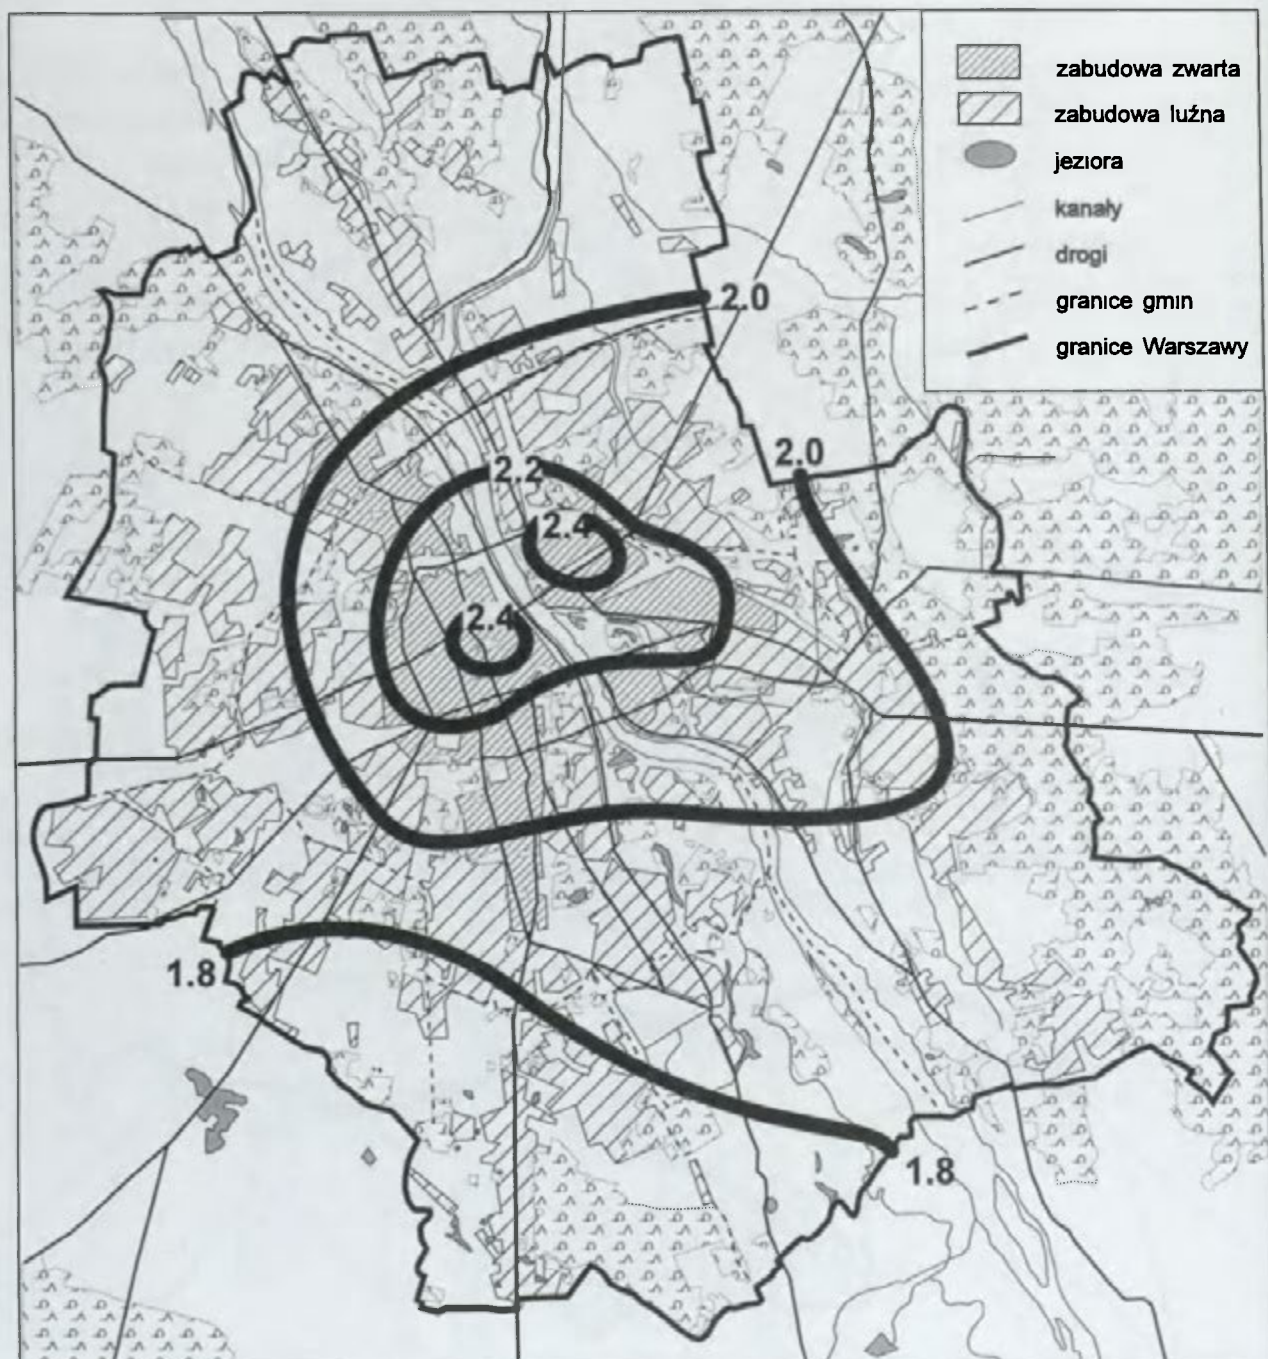 zabudowa zwarta
zabudowa luźna
jeziora
kanały
drogi
granice gmin
granice Warszawy
2.0
2.0
2.2
2.4
2.4
1.8
1.8